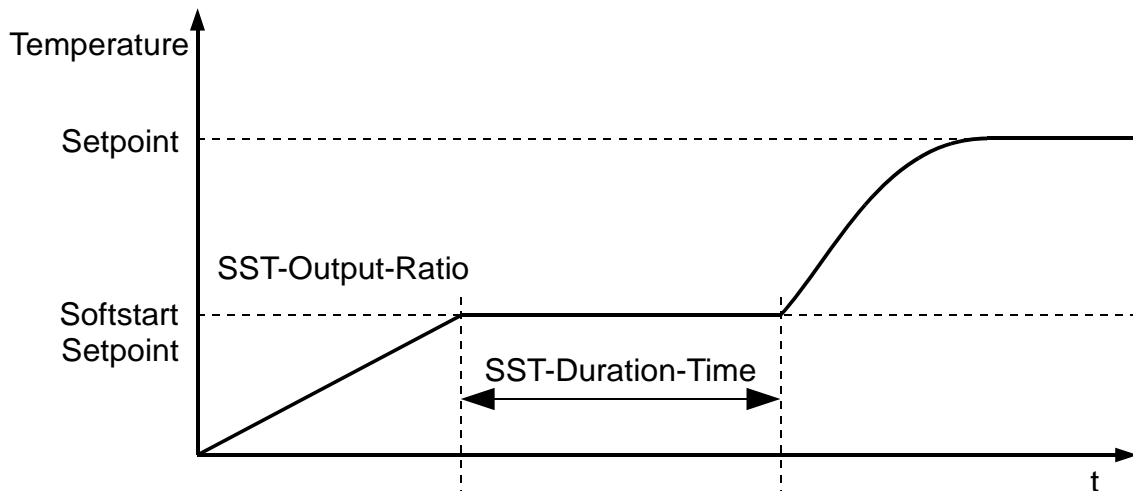 Temperature
Setpoint
SST-Output-Ratio
Softstart
Setpoint
SST-Duration-Time
t